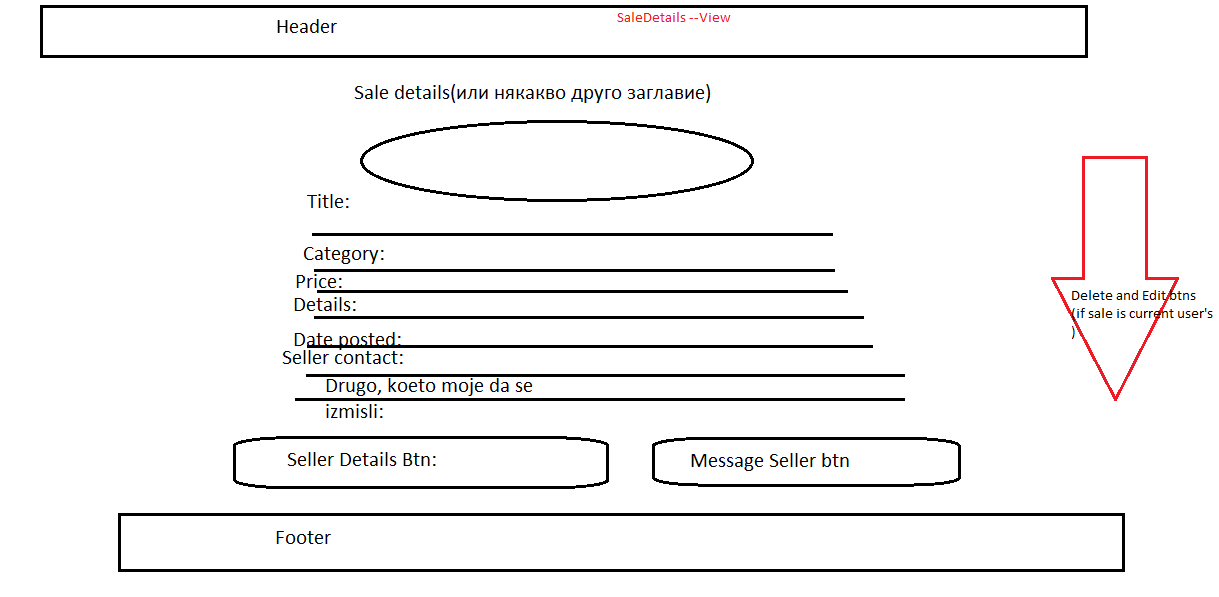 Header
SaleDetails --View
Sale details(или някакво друго заглавие)
Title:
Category:
Price:
Details:
Date posted:
Seller contact:
Drugo, koeto moje da se
izmisli:
Delete and Edit btns
(if sale is current user's
)
Seller Details Btn:
Message Seller btn
Footer